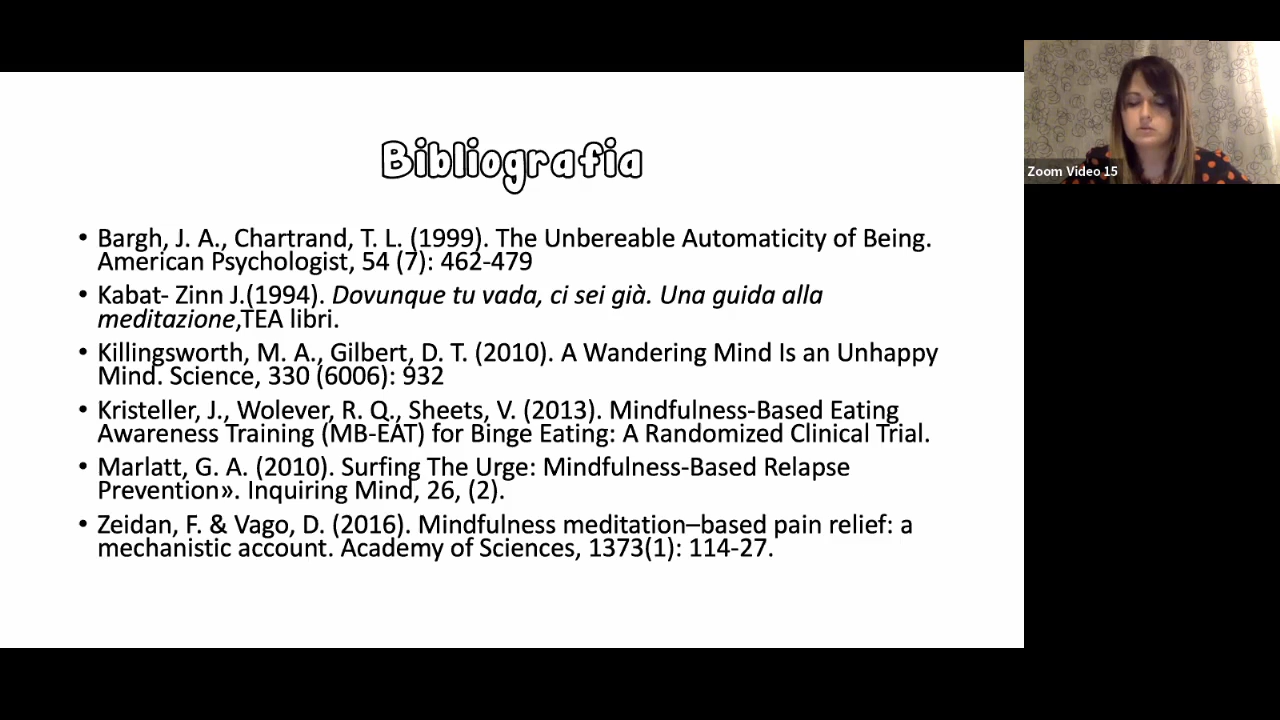 Bibliografia
• Bargh, J. A., Chartrand, T. L. (1999). The Unbereable Automaticity of Being.
American Psychologist, 54 (7): 462-479
• Kabat- Zinn J.(1994). Dovunque tu vada, ci sei già. Una guida alla
meditazione,TEA libri.
• Killingsworth, M. A., Gilbert, D. T. (2010). A Wandering Mind Is an Unhappy
Mind. Science, 330 (6006): 932
• Kristeller, J., Wolever, R. Q., Sheets, V. (2013). Mindfulness-Based Eating
Awareness Training (MB-EAT) for Binge Eating: A Randomized Clinical Trial.
• Marlatt, G. A. (2010). Surfing The Urge: Mindfulness-Based Relapse
Prevention». Inquiring Mind, 26, (2).
• Zeidan, F. & Vago, D. (2016). Mindfulness meditation–based pain relief: a
mechanistic account. Academy of Sciences, 1373(1): 114-27.
Zoom Video 15